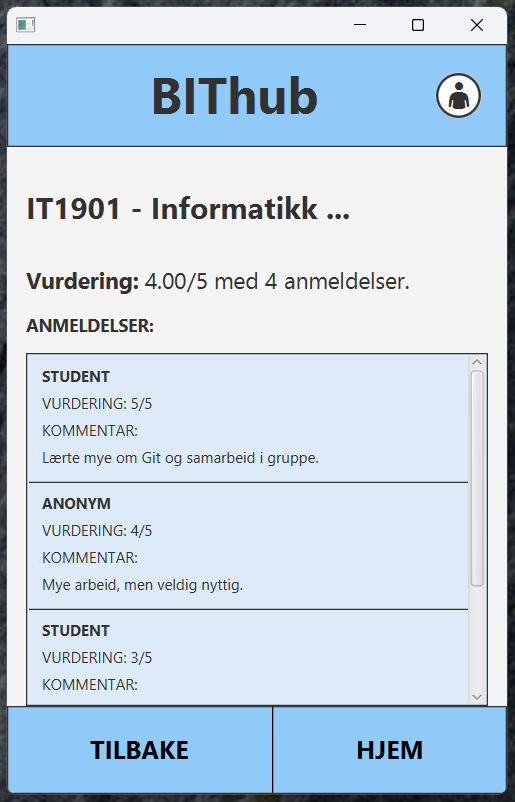 BIThub
IT1901 - Informatikk ...
Vurdering: 4.00/5 med 4 anmeldelser.
ANMELDELSER:
STUDENT
VURDERING: 5/5
KOMMENTAR:
Lærte mye om Git og samarbeid i gruppe.
ANONYM
VURDERING: 4/5
KOMMENTAR:
Mye arbeid, men veldig nyttig.
STUDENT
VURDERING: 3/5
KOMMENTAR:
TILBAKE
HJEM